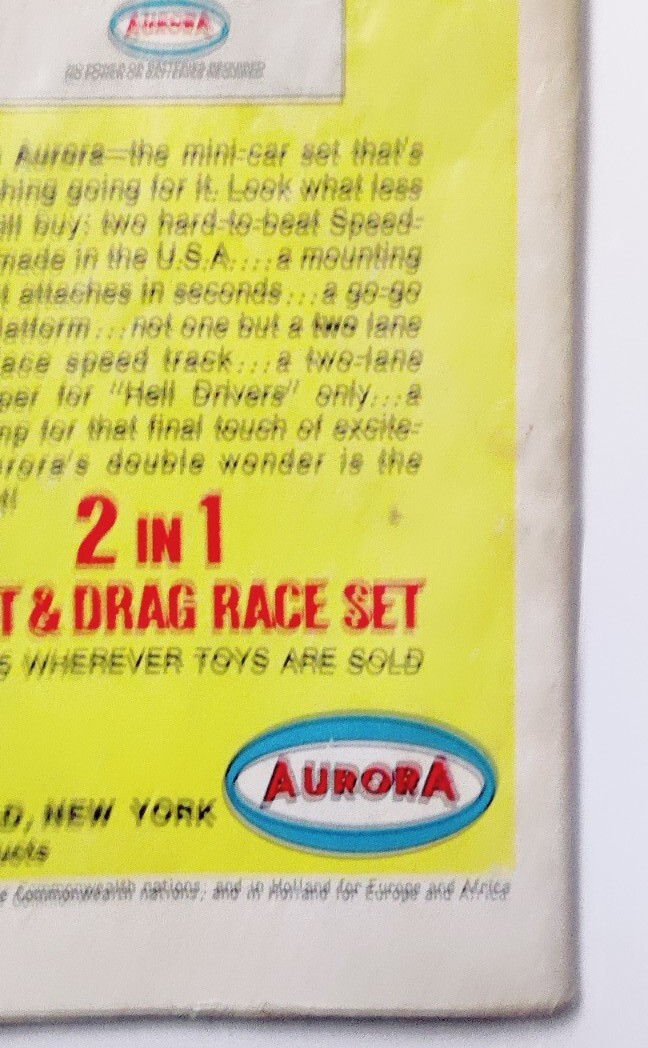 AURORA
NO POWER OR BATTERIES REQUIRED
Aurora—the mini-car set that's
hing going for it. Look what less
ill buy: two hard-to-beat Speed-
made in the U.S.A....a mounting
t attaches in seconds...a go-go
latform...not one but a two lane
ace speed track...a two-lane
per for "Hell Drivers" only...a
mp for that final touch of excite-
rora's double wonder is the
t!
2 IN 1
T & DRAG RACE SET
5 WHEREVER TOYS ARE SOLD
AURORA
D, NEW YORK
ucts
e Commonwealth nations; and in Holland for Europe and Africa